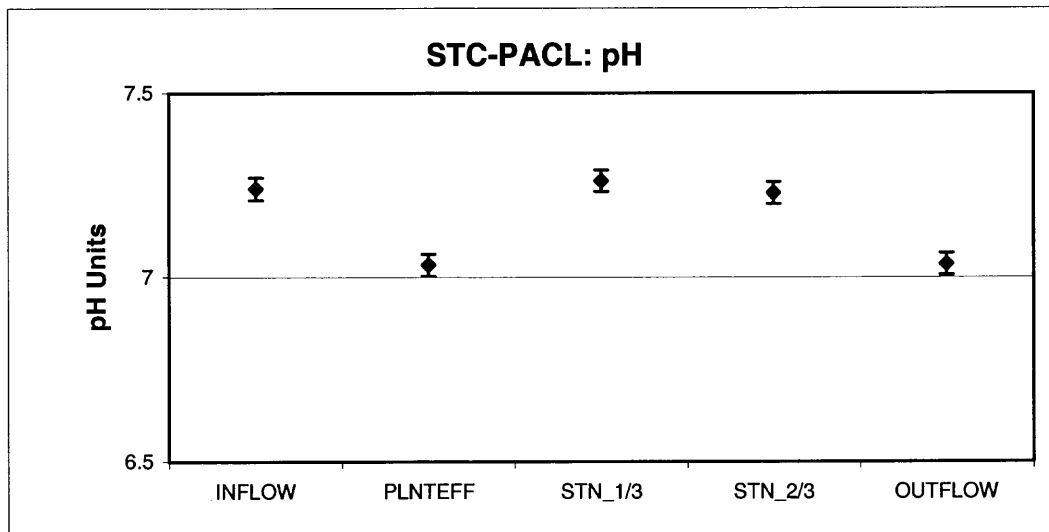 STC-PACL: pH
7.5
7
6.5
pH Units
INFLOW PLNTEFF STN_1/3 STN_2/3 OUTFLOW